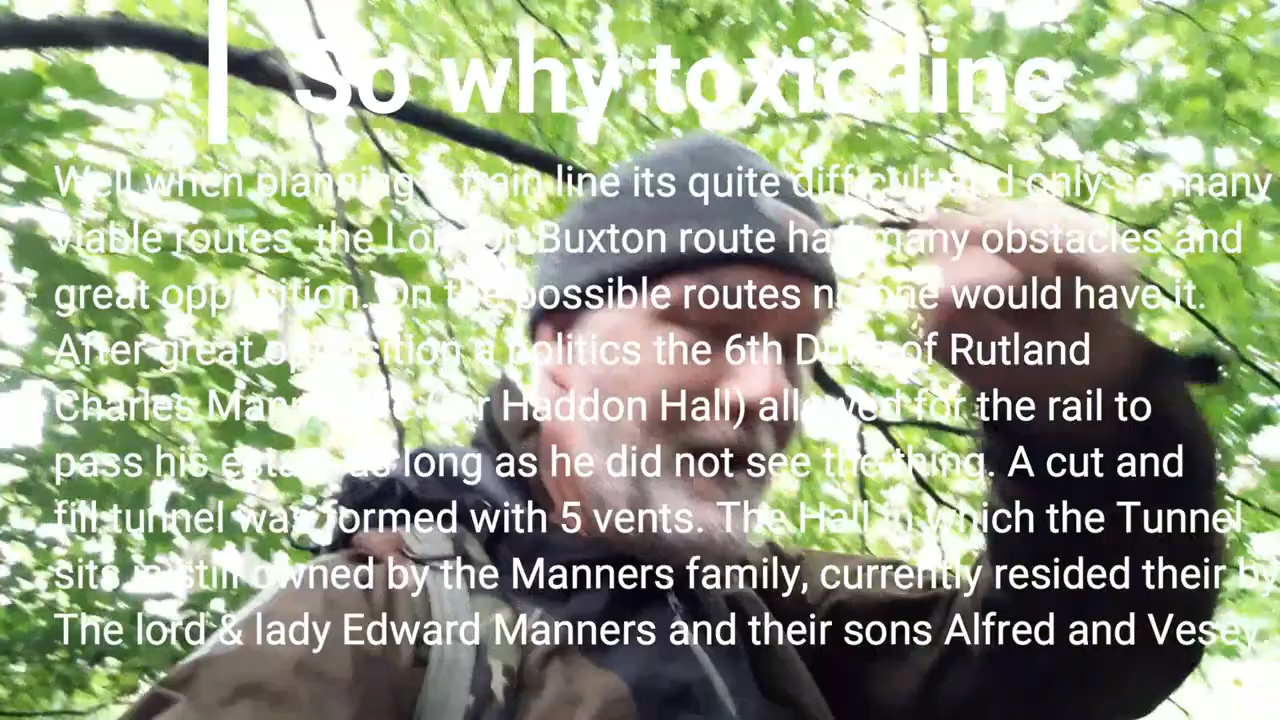 So why toxic line
Well when planning a train line its quite difficult and only so many
viable routes, the London Buxton route had many obstacles and
great opposition. On the possible routes no one would have it.
After great opposition a politics the 6th Duke of Rutland
Charles Manners of Haddon Hall) allowed for the rail to
pass his estate as long as he did not see the thing. A cut and
fill tunnel was formed with 5 vents. The Hall in which the Tunnel
sits is still owned by the Manners family, currently resided their by
The lord & lady Edward Manners and their sons Alfred and Vesey.